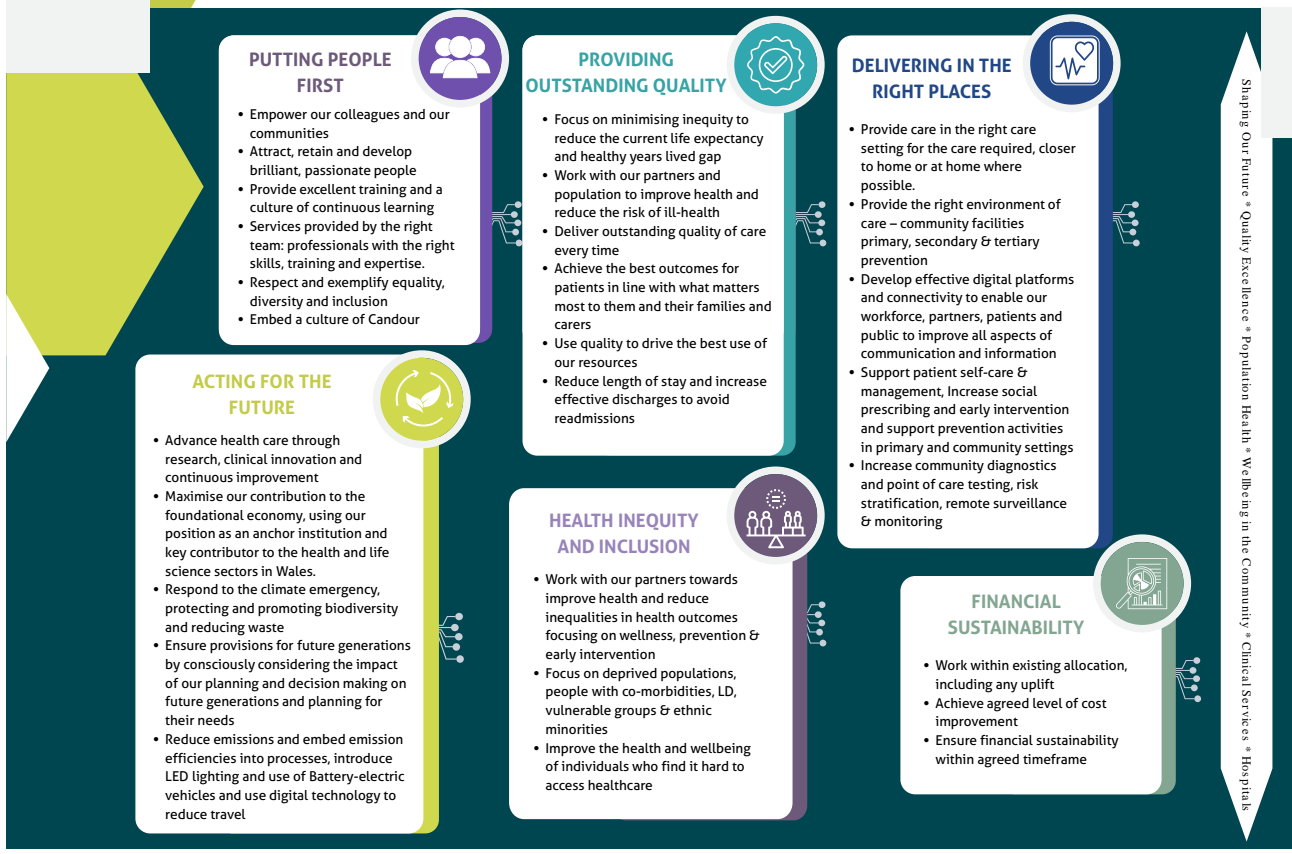 PUTTING PEOPLE
FIRST
• Empower our colleagues and our
communities
• Attract, retain and develop
brilliant, passionate people
• Provide excellent training and a
culture of continuous learning
• Services provided by the right
team: professionals with the right
skills, training and expertise.
• Respect and exemplify equality,
diversity and inclusion
• Embed a culture of Candour
PROVIDING
OUTSTANDING QUALITY
• Focus on minimising inequity to
reduce the current life expectancy
and healthy years lived gap
• Work with our partners and
population to improve health and
reduce the risk of ill-health
• Deliver outstanding quality of care
every time
• Achieve the best outcomes for
patients in line with what matters
most to them and their families and
carers
• Use quality to drive the best use of
our resources
• Reduce length of stay and increase
effective discharges to avoid
readmissions
DELIVERING IN THE
RIGHT PLACES
• Provide care in the right care
setting for the care required, closer
to home or at home where
possible.
• Provide the right environment of
care – community facilities
primary, secondary & tertiary
prevention
• Develop effective digital platforms
and connectivity to enable our
workforce, partners, patients and
public to improve all aspects of
communication and information
• Support patient self-care &
management, Increase social
prescribing and early intervention
and support prevention activities
in primary and community settings
• Increase community diagnostics
and point of care testing, risk
stratification, remote surveillance
& monitoring
ACTING FOR THE
FUTURE
• Advance health care through
research, clinical innovation and
continuous improvement
• Maximise our contribution to the
foundational economy, using our
position as an anchor institution and
key contributor to the health and life
science sectors in Wales.
• Respond to the climate emergency,
protecting and promoting biodiversity
and reducing waste
• Ensure provisions for future generations
by consciously considering the impact
of our planning and decision making on
future generations and planning for
their needs
• Reduce emissions and embed emission
efficiencies into processes, introduce
LED lighting and use of Battery-electric
vehicles and use digital technology to
reduce travel
HEALTH INEQUITY
AND INCLUSION
• Work with our partners towards
improve health and reduce
inequalities in health outcomes
focusing on wellness, prevention &
early intervention
• Focus on deprived populations,
people with co-morbidities, LD,
vulnerable groups & ethnic
minorities
• Improve the health and wellbeing
of individuals who find it hard to
access healthcare
FINANCIAL
SUSTAINABILITY
• Work within existing allocation,
including any uplift
• Achieve agreed level of cost
improvement
• Ensure financial sustainability
within agreed timeframe
Shaping Our Future * Quality Excellence * Population Health * Wellbeing in the Community * Clinical Services * Hospitals